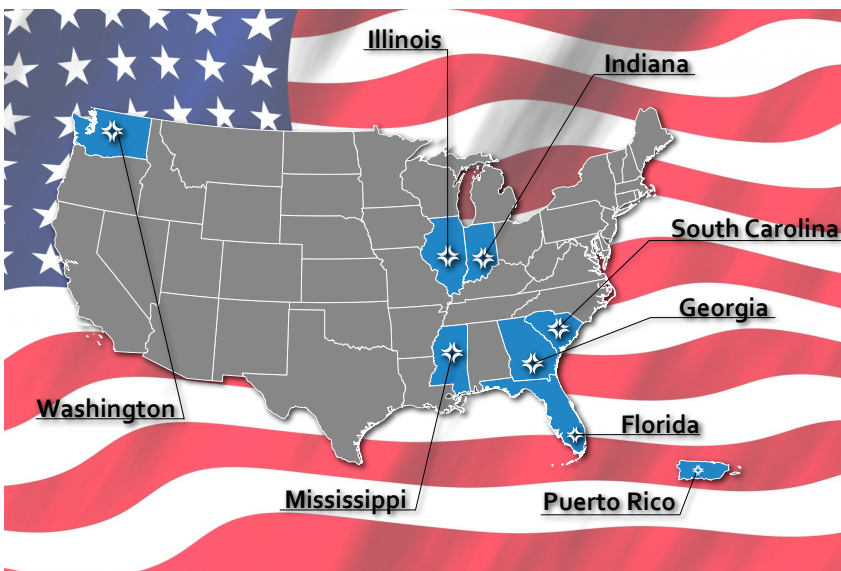 Illinois
Indiana
South Carolina
Georgia
Washington
Florida
Mississippi
Puerto Rico